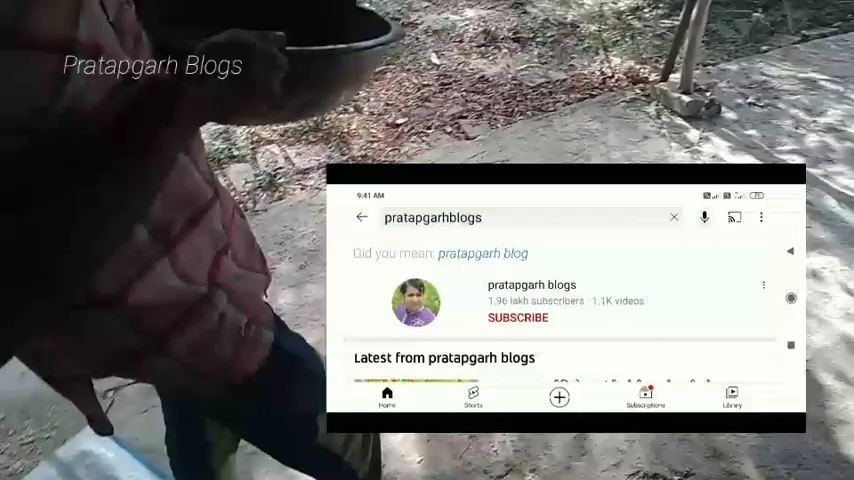 Pratapgarh Blogs
9:41 AM
pratapgarhblogs
Did you mean: pratapgarh blog
pratapgarh blogs
1.96 lakh subscribers · 1.1K videos
SUBSCRIBE
Latest from pratapgarh blogs
Home
Shorts
Subscriptions
Library